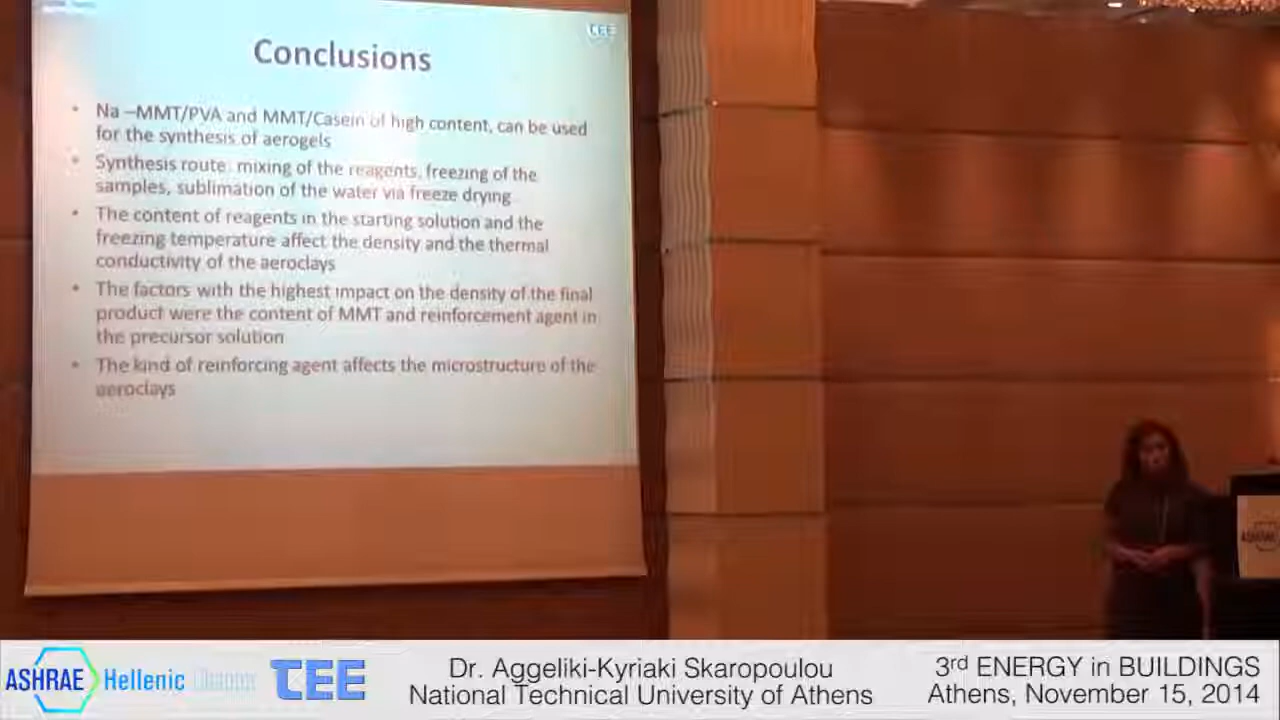 TEE
Conclusions
• Na –MMT/PVA and MMT/Casein of high content, can be used
for the synthesis of aerogels
• Synthesis route: mixing of the reagents, freezing of the
samples, sublimation of the water via freeze drying
• The content of reagents in the starting solution and the
freezing temperature affect the density and the thermal
conductivity of the aeroclays
• The factors with the highest impact on the density of the final
product were the content of MMT and reinforcement agent in
the precursor solution
• The kind of reinforcing agent affects the microstructure of the
aeroclays
ASHRAE
ASHRAE Hellenic Chapter
TEE
Dr. Aggeliki-Kyriaki Skaropoulou
National Technical University of Athens
3rd ENERGY in BUILDINGS
Athens, November 15, 2014